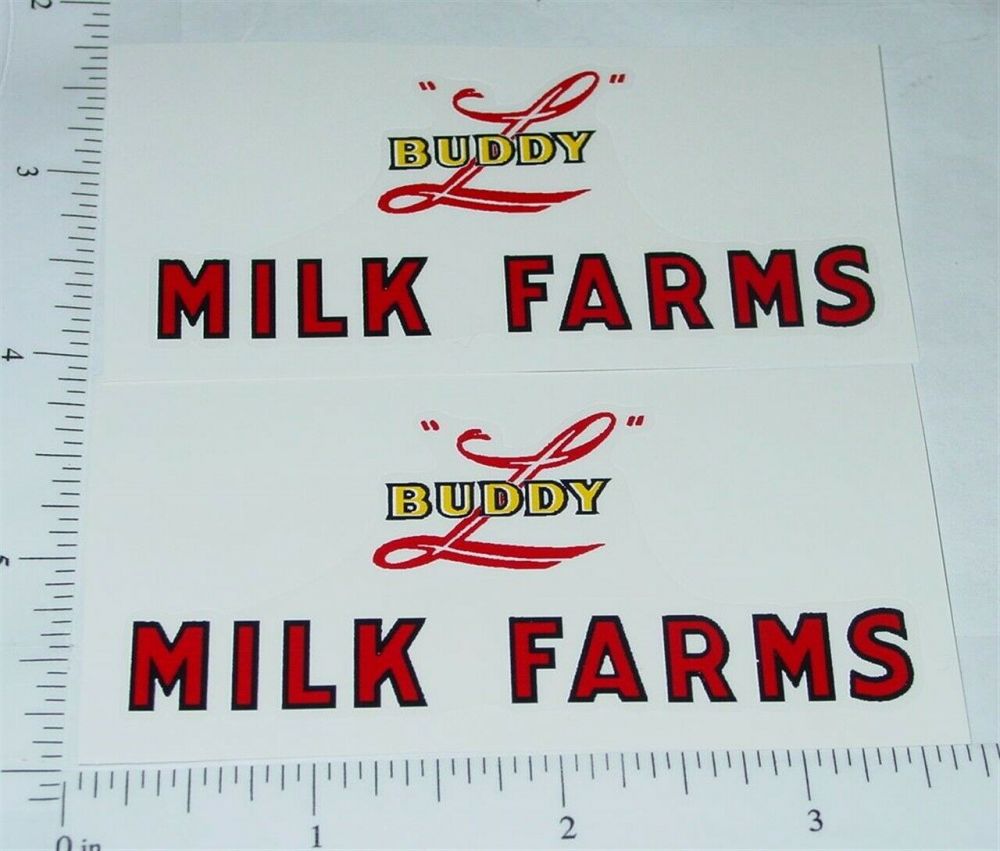 2
3
4
5
" L "
BUDDY
MILK FARMS
" L "
BUDDY
MILK FARMS
0 in
1
2
3